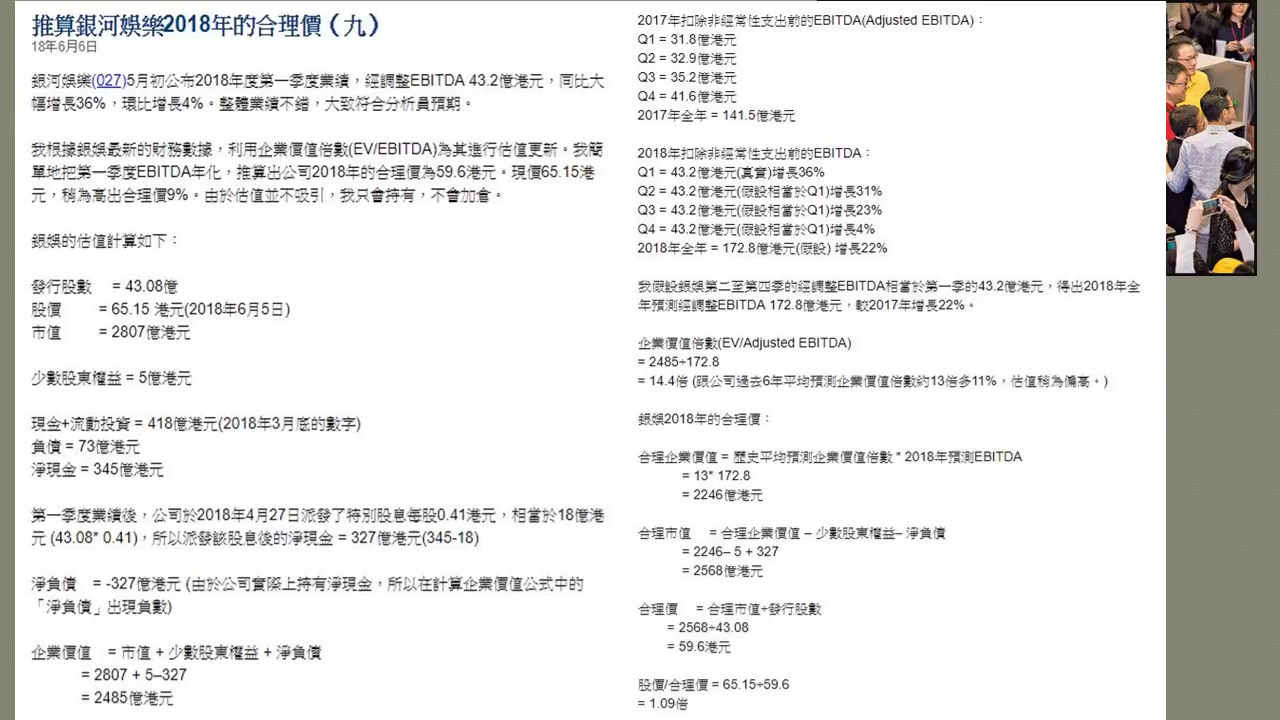 推算銀河娛樂2018年的合理價（九）
18年6月6日
銀河娛樂(027)5月初公布2018年度第一季度業績，經調整EBITDA 43.2億港元，同比大
幅增長36%，環比增長4%。整體業績不錯，大致符合分析員預期。
我根據銀娛最新的財務數據，利用企業價值倍數(EV/EBITDA)為其進行估值更新。我簡
單地把第一季度EBITDA年化，推算出公司2018年的合理價為59.6港元。現價65.15港
元，稍為高出合理價9%。由於估值並不吸引，我只會持有，不會加倉。
銀娛的估值計算如下：
發行股數 = 43.08億
股價 = 65.15 港元(2018年6月5日)
市值 = 2807億港元
少數股東權益 = 5億港元
現金+流動投資 = 418億港元(2018年3月底的數字)
負債 = 73億港元
淨現金 = 345億港元
第一季度業績後，公司於2018年4月27日派發了特別股息每股0.41港元，相當於18億港
元 (43.08* 0.41)，所以派發該股息後的淨現金 = 327億港元(345-18)
淨負債 = -327億港元 (由於公司實際上持有淨現金，所以在計算企業價值公式中的
「淨負債」出現負數)
企業價值 = 市值 + 少數股東權益 + 淨負債
= 2807 + 5–327
= 2485億港元
2017年扣除非經常性支出前的EBITDA(Adjusted EBITDA)：
Q1 = 31.8億港元
Q2 = 32.9億港元
Q3 = 35.2億港元
Q4 = 41.6億港元
2017年全年 = 141.5億港元
2018年扣除非經常性支出前的EBITDA：
Q1 = 43.2億港元(真實)增長36%
Q2 = 43.2億港元(假設相當於Q1)增長31%
Q3 = 43.2億港元(假設相當於Q1)增長23%
Q4 = 43.2億港元(假設相當於Q1)增長4%
2018年全年 = 172.8億港元(假設) 增長22%
我假設銀娛第二至第四季的經調整EBITDA相當於第一季的43.2億港元，得出2018年全
年預測經調整EBITDA 172.8億港元，較2017年增長22%。
企業價值倍數(EV/Adjusted EBITDA)
= 2485÷172.8
= 14.4倍 (跟公司過去6年平均預測企業價值倍數約13倍多11%，估值稍為偏高。)
銀娛2018年的合理價：
合理企業價值 = 歷史平均預測企業價值倍數 * 2018年預測EBITDA
= 13* 172.8
= 2246億港元
合理市值 = 合理企業價值 – 少數股東權益– 淨負債
= 2246– 5 + 327
= 2568億港元
合理價 = 合理市值÷發行股數
= 2568÷43.08
= 59.6港元
股價/合理價 = 65.15÷59.6
= 1.09倍